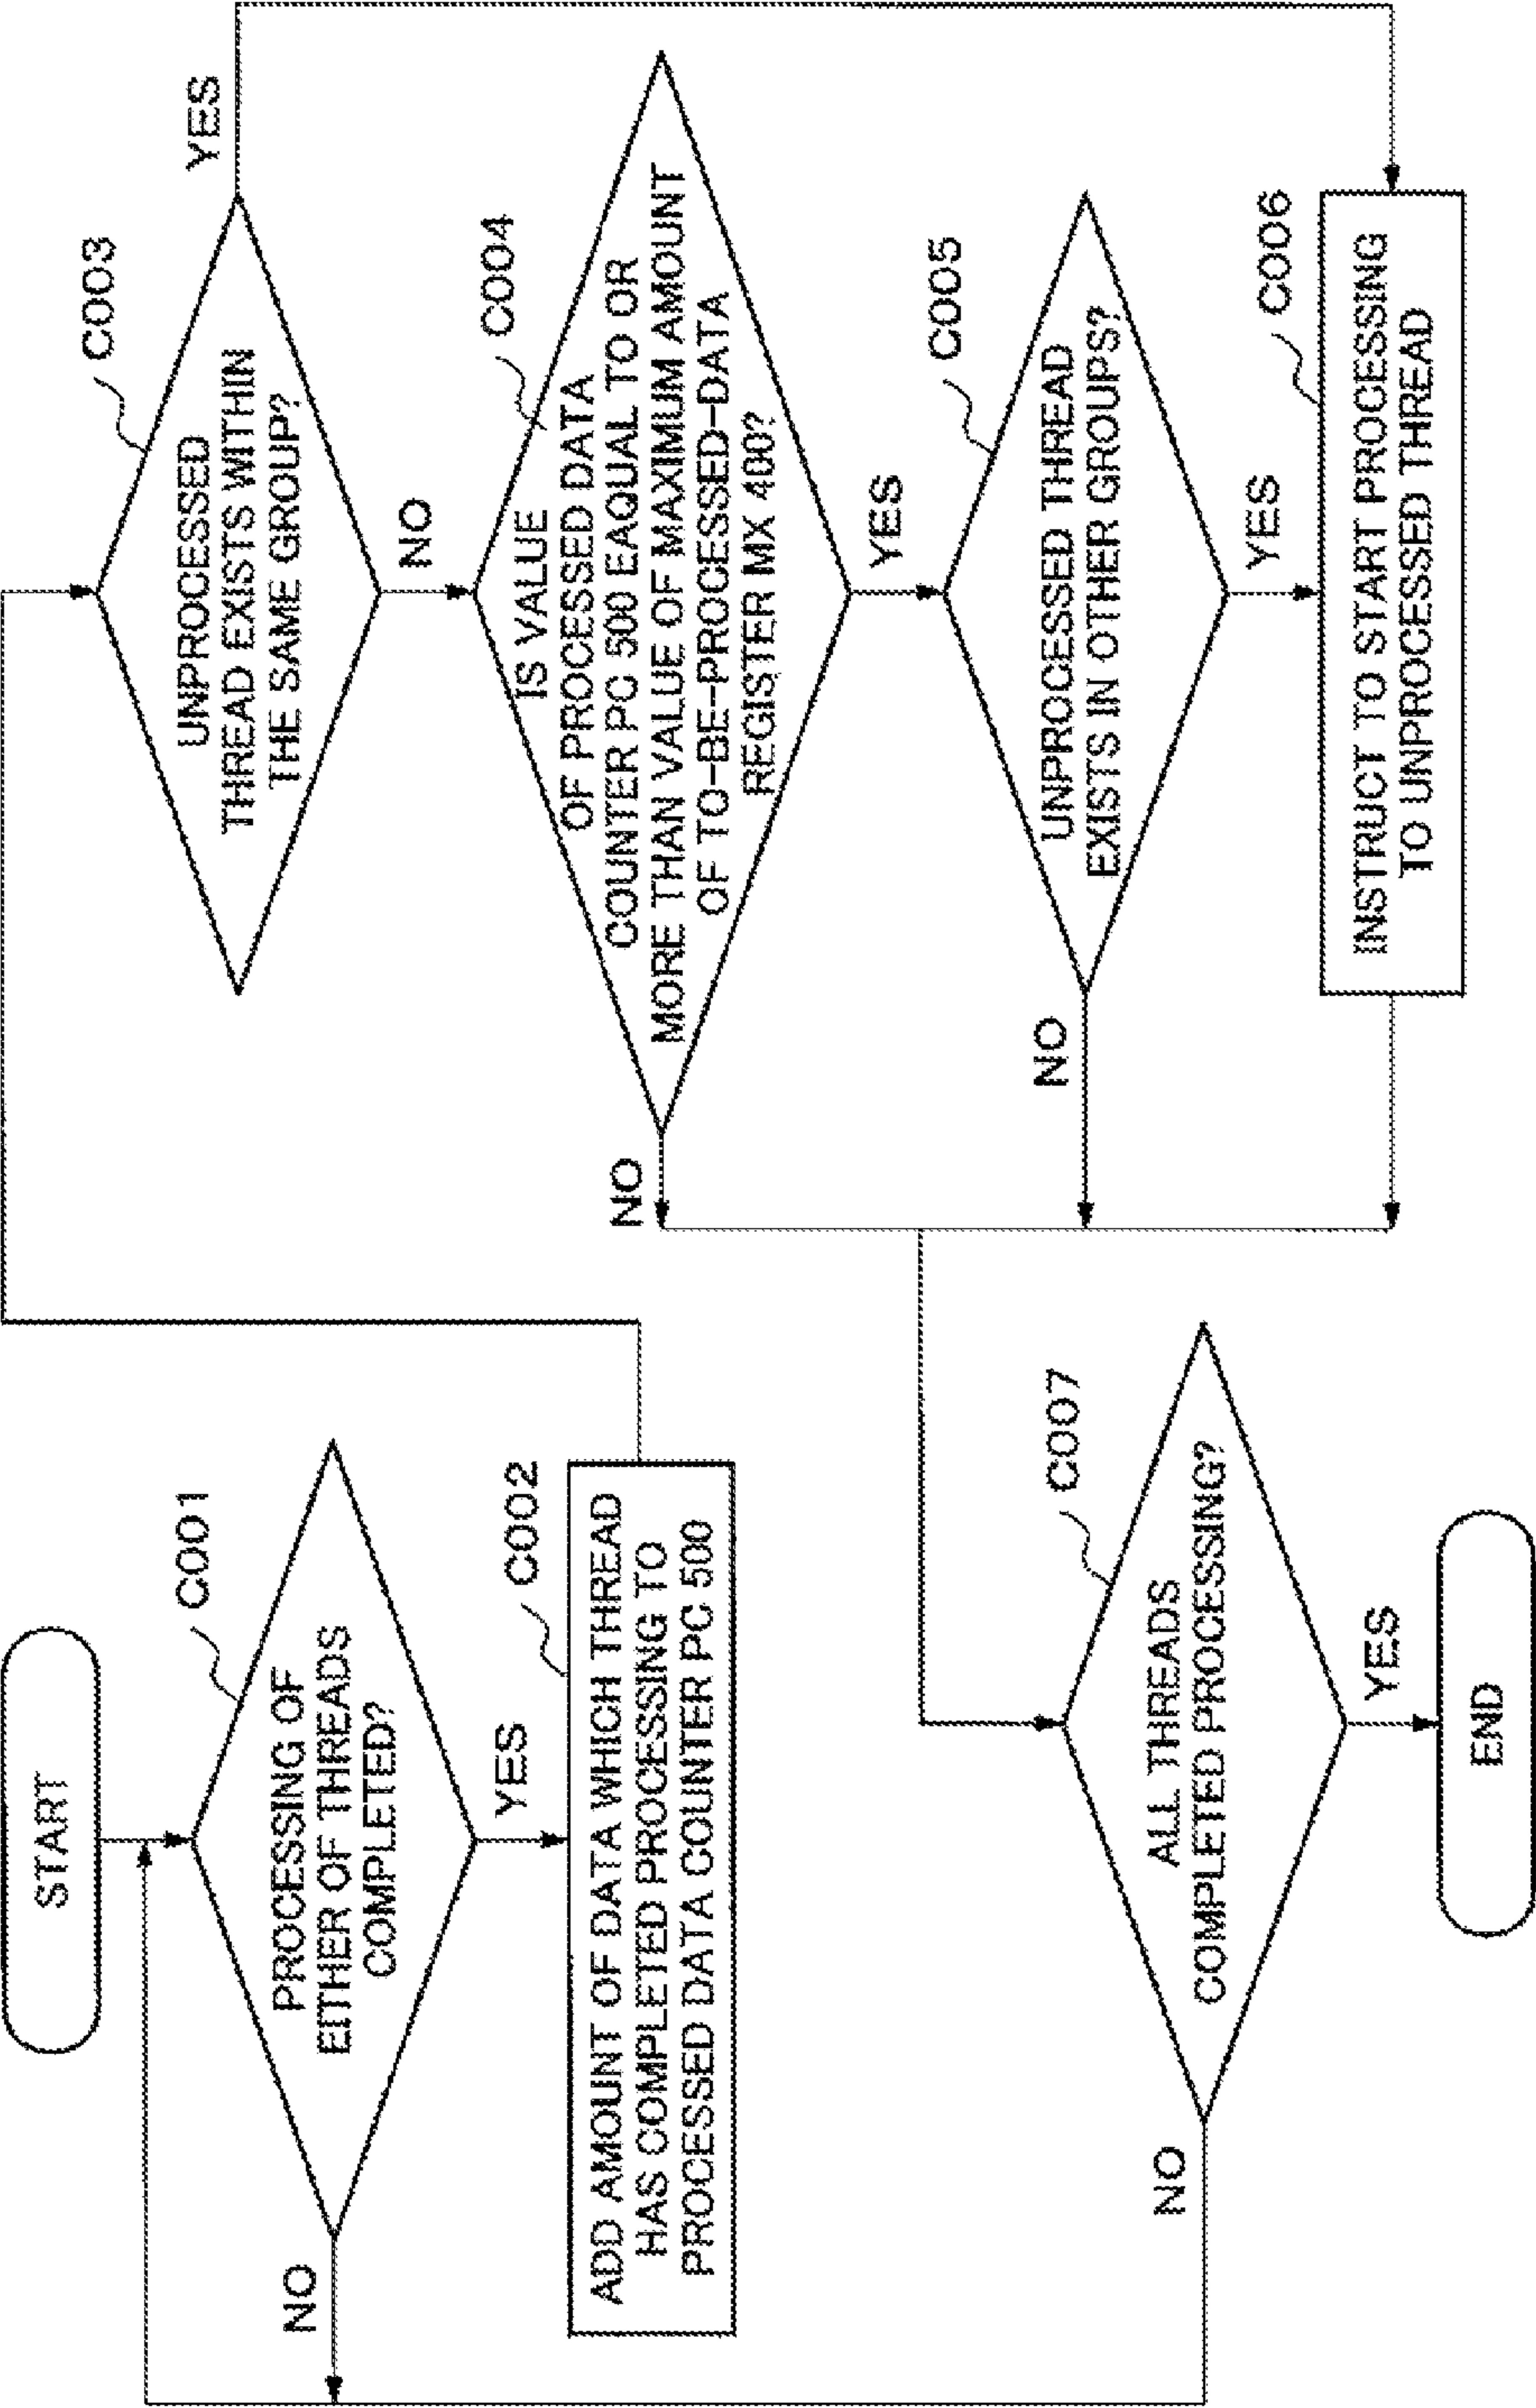 START
C001
PROCESSING OF
EITHER OF THREADS
COMPLETED?
NO
YES
C002
ADD AMOUNT OF DATA WHICH THREAD
HAS COMPLETED PROCESSING TO
PROCESSED DATA COUNTER PC 500
C003
UNPROCESSED
THREAD EXISTS WITHIN
THE SAME GROUP?
YES
NO
C004
IS VALUE
OF PROCESSED DATA
COUNTER PC 500 EAQUAL TO OR
MORE THAN VALUE OF MAXIMUM AMOUNT
OF TO-BE-PROCESSED-DATA
REGISTER MX 400?
NO
YES
C005
UNPROCESSED THREAD
EXISTS IN OTHER GROUPS?
NO
YES
C006
INSTRUCT TO START PROCESSING
TO UNPROCESSED THREAD
C007
ALL THREADS
COMPLETED PROCESSING?
NO
YES
END